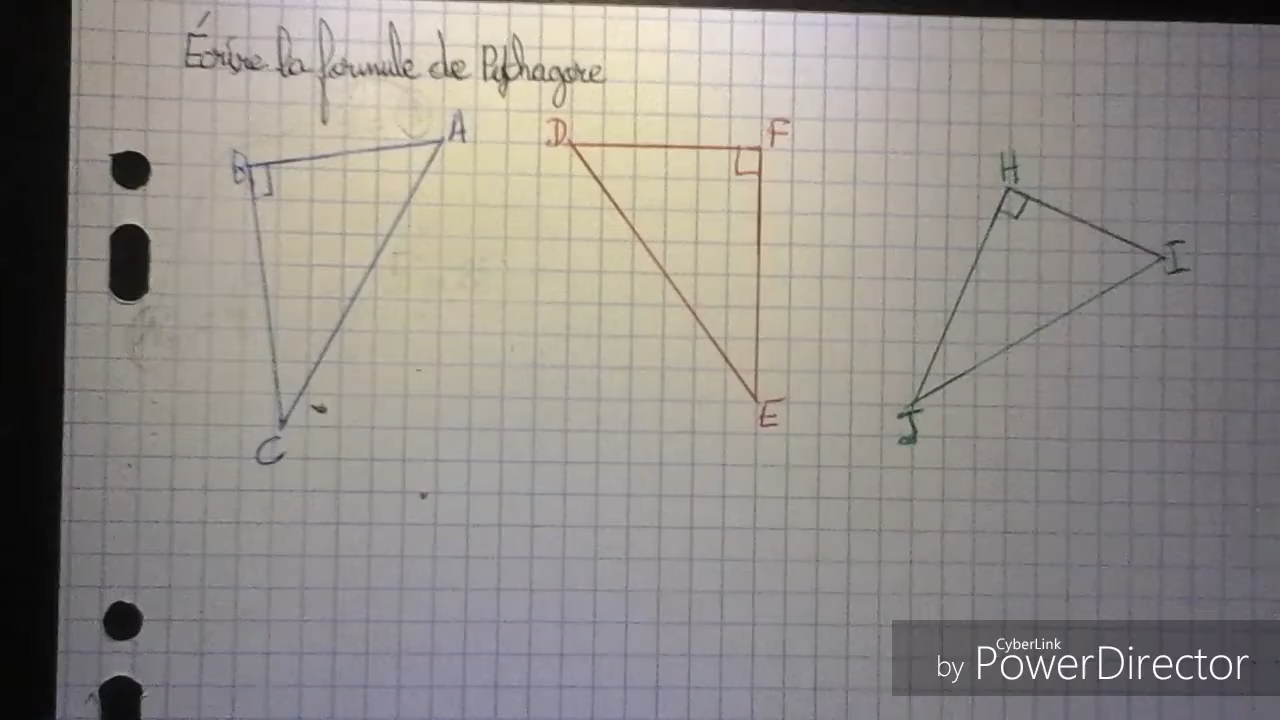 Écrire la formule de Pythagore
A
B
C
D
F
E
H
I
J
CyberLink
by PowerDirector